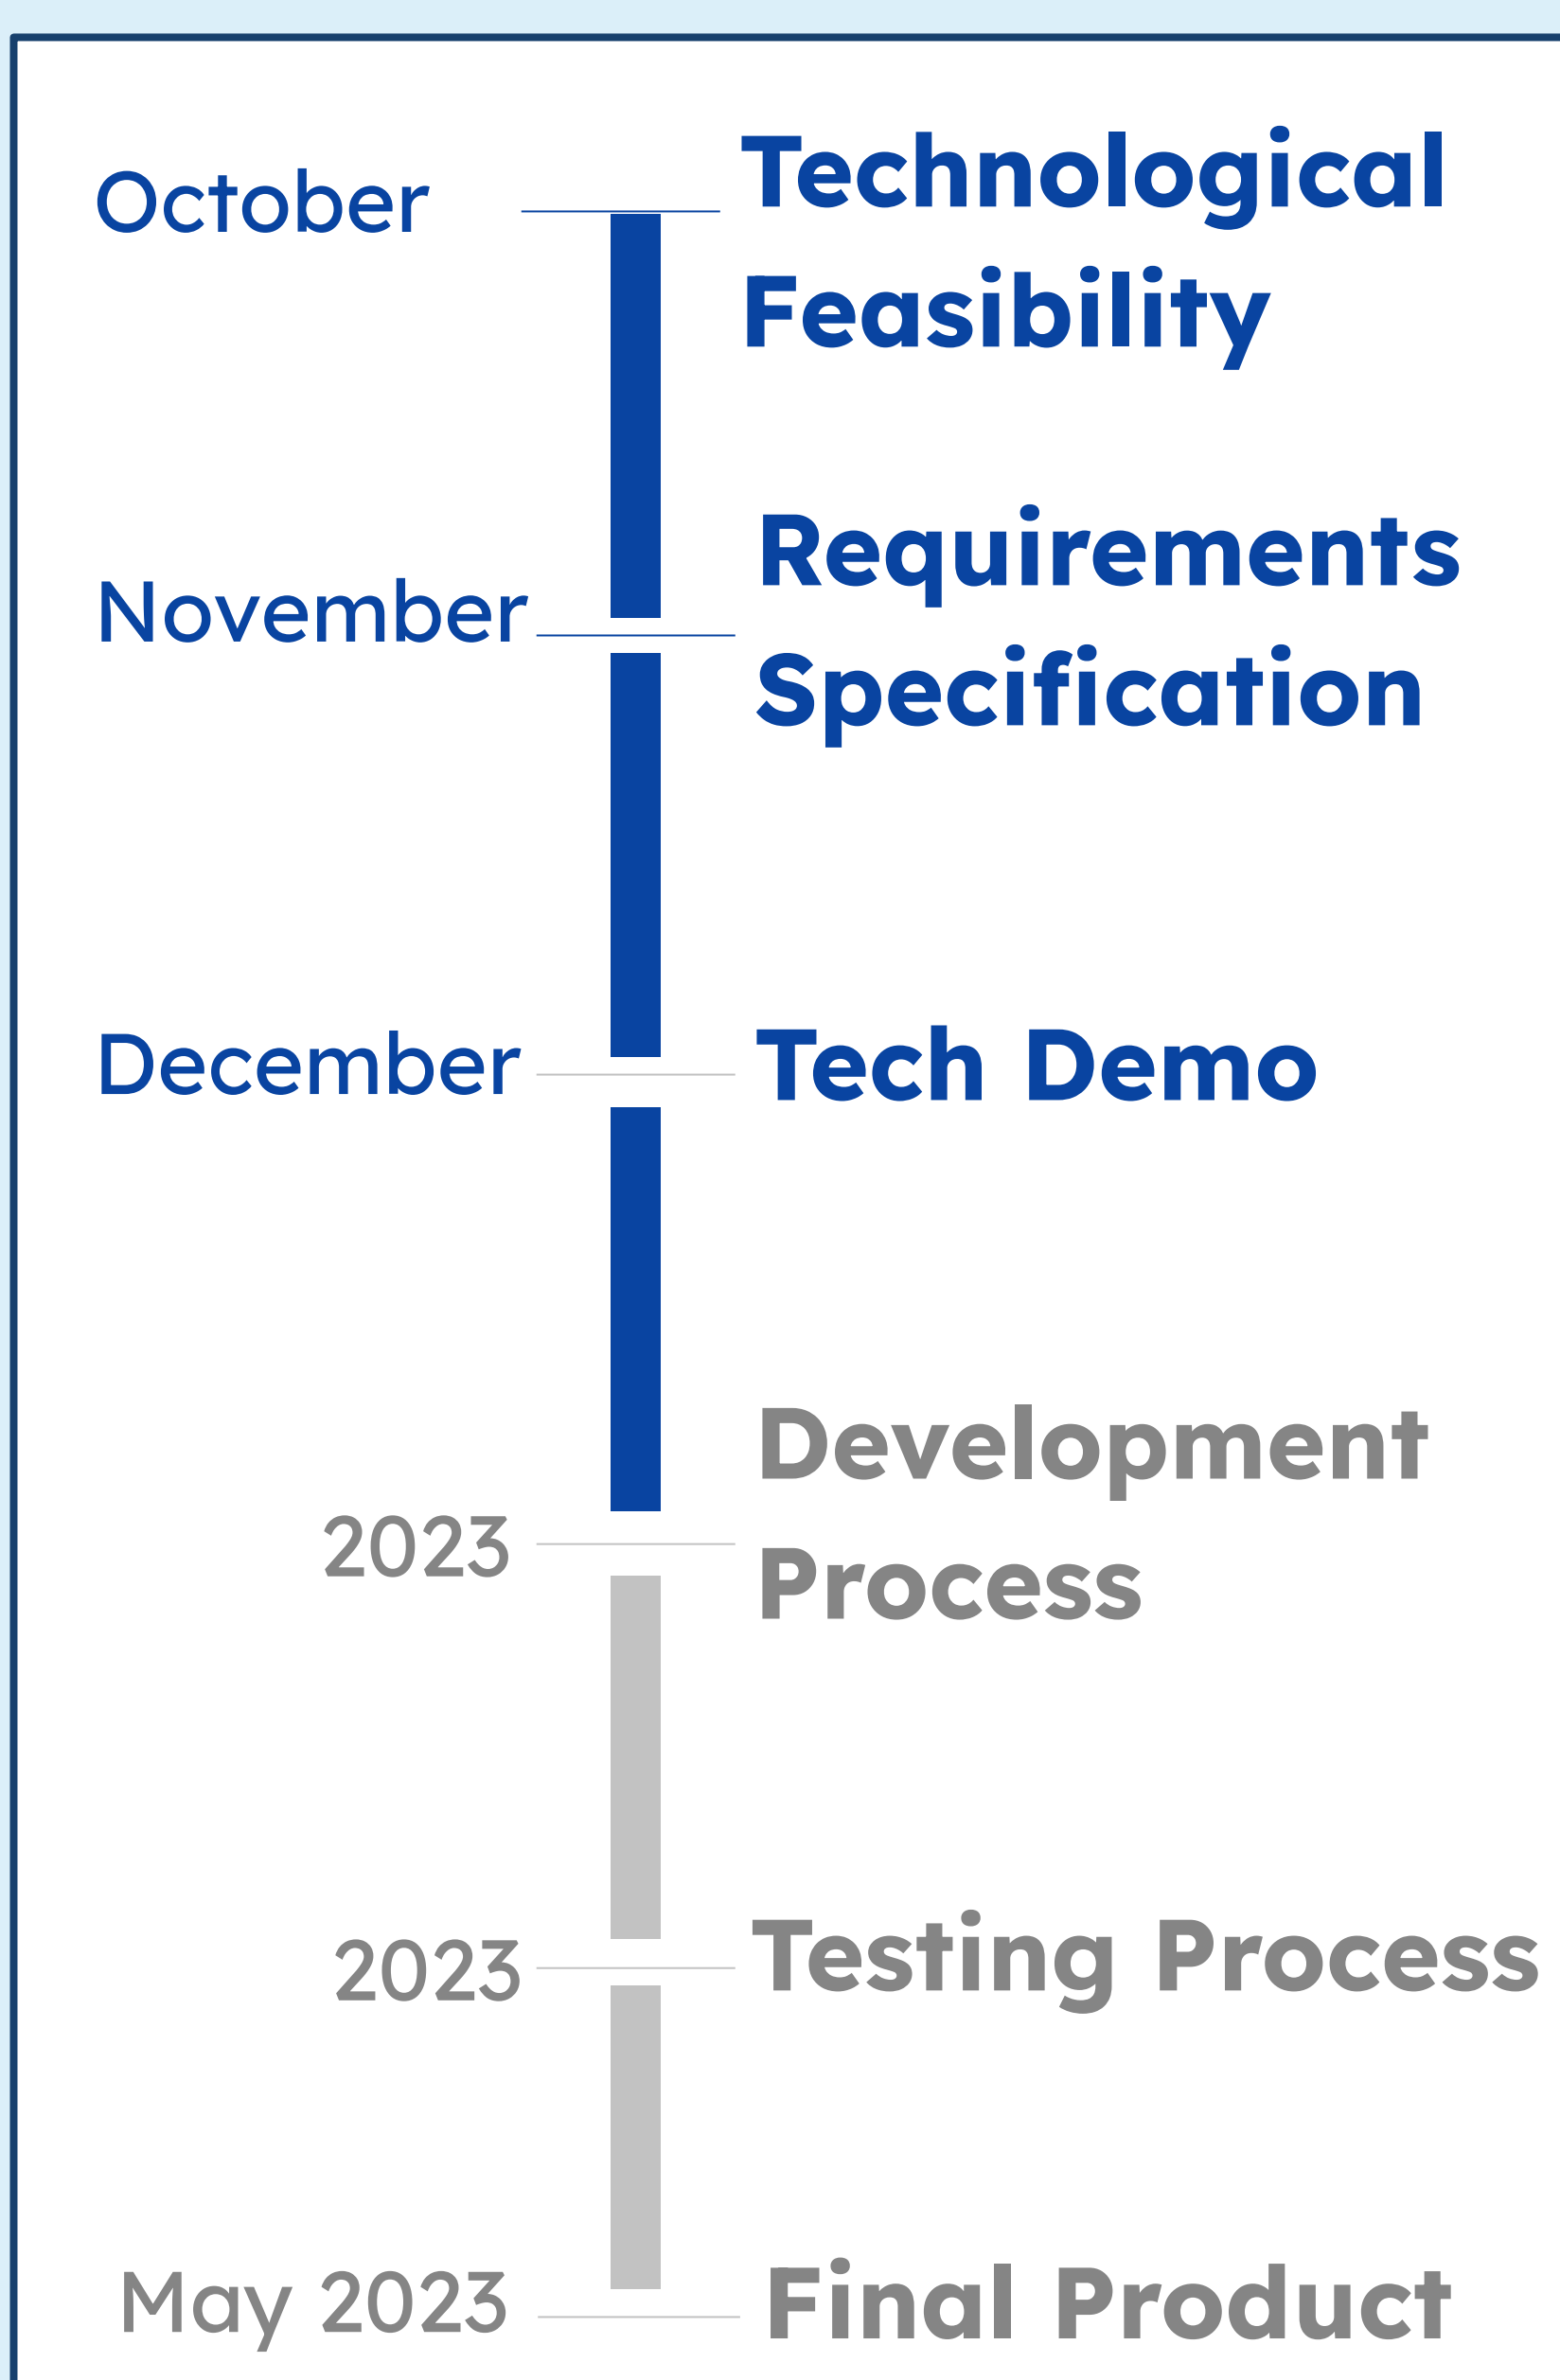 October
Technological
Feasibility
November
Requirements
Specification
December
Tech Demo
2023
Development
Process
2023
Testing Process
May 2023
Final Product